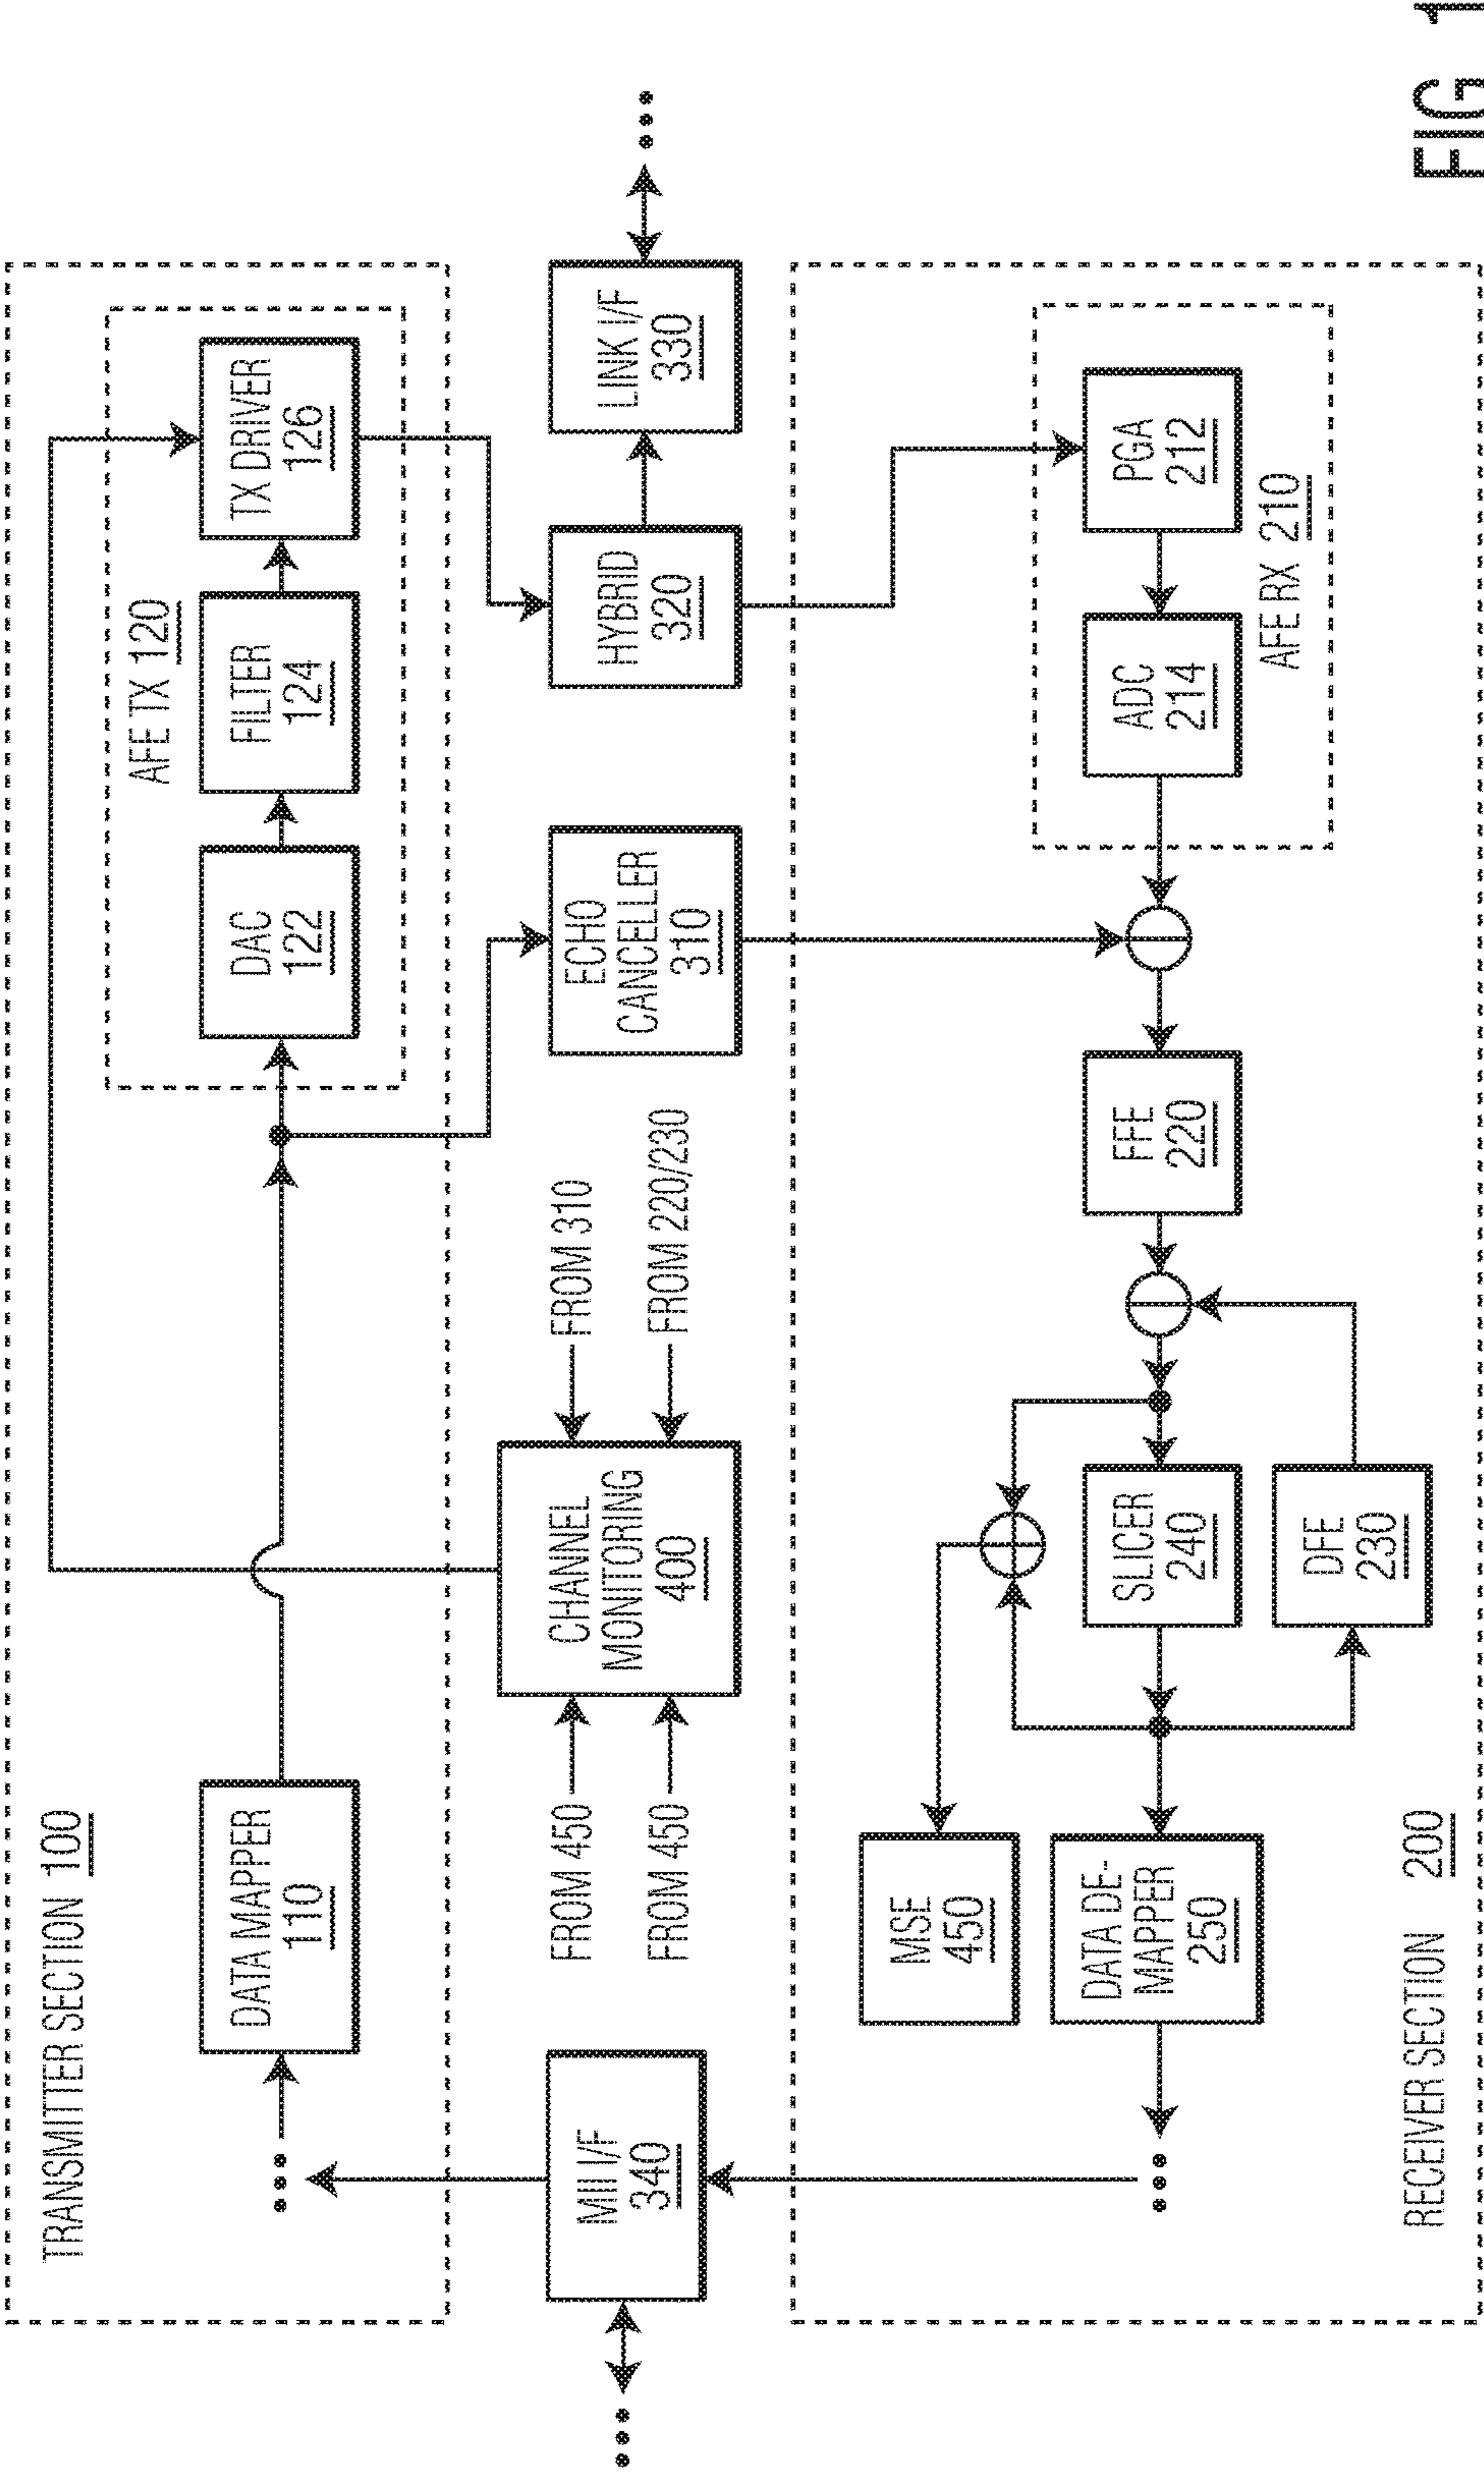 TRANSMITTER SECTION 100
AFE TX 120
DATA MAPPER
110
DAC
122
FILTER
124
TX DRIVER
126
MII I/F
340
FROM 450
FROM 450
CHANNEL
MONITORING
400
FROM 310
FROM 220/230
ECHO
CANCELLER
310
HYBRID
320
LINK I/F
330
MSE
450
DATA DE-
MAPPER
250
SLICER
240
DFE
230
FFE
220
ADC
214
PGA
212
AFE RX 210
RECEIVER SECTION 200
FIG. 1